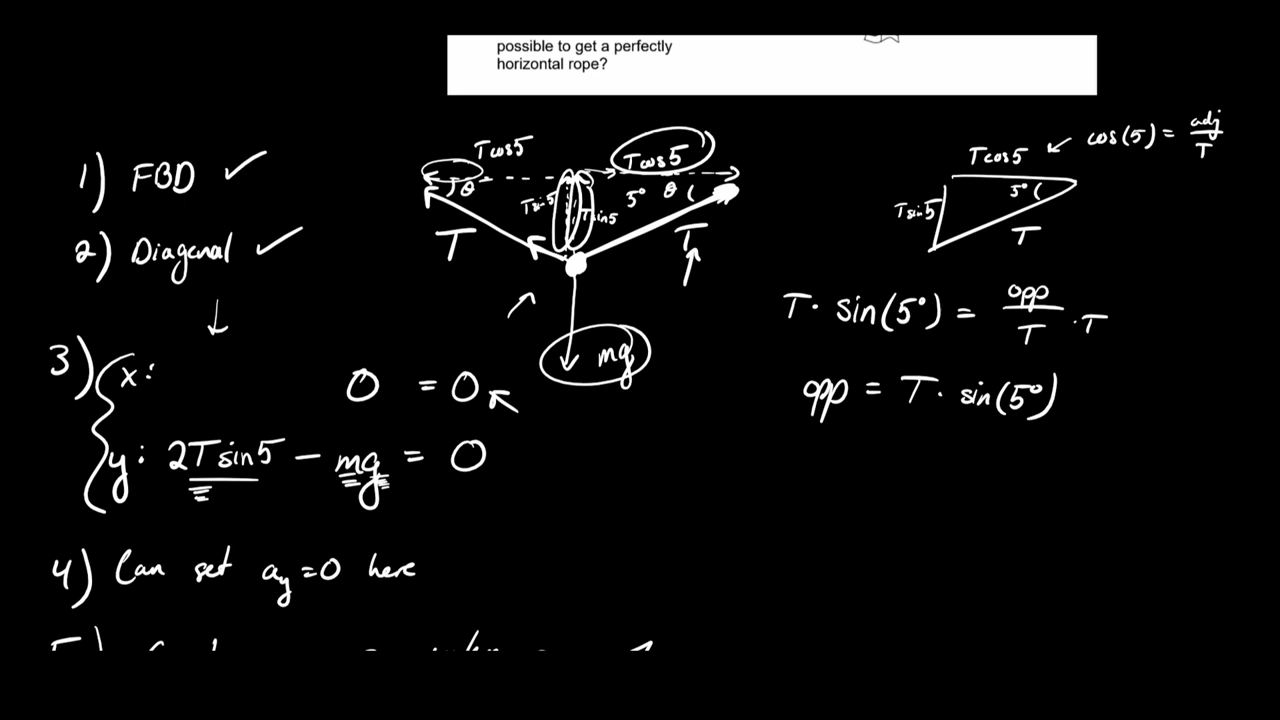 possible to get a perfectly
horizontal rope?
1) FBD ✓
2) Diagonal ✓
↓
3) x: 0 = 0
y: 2T sin5 - mg = 0
4) Can set ay = 0 here
Tcos5
Tcos5
θ
5° θ
Tsin5
Tsin5
T
T
mg
cos(5) = adj/T
Tcos5
5°
Tsin5
T
T · sin(5°) = opp/T · T
opp = T · sin(5°)